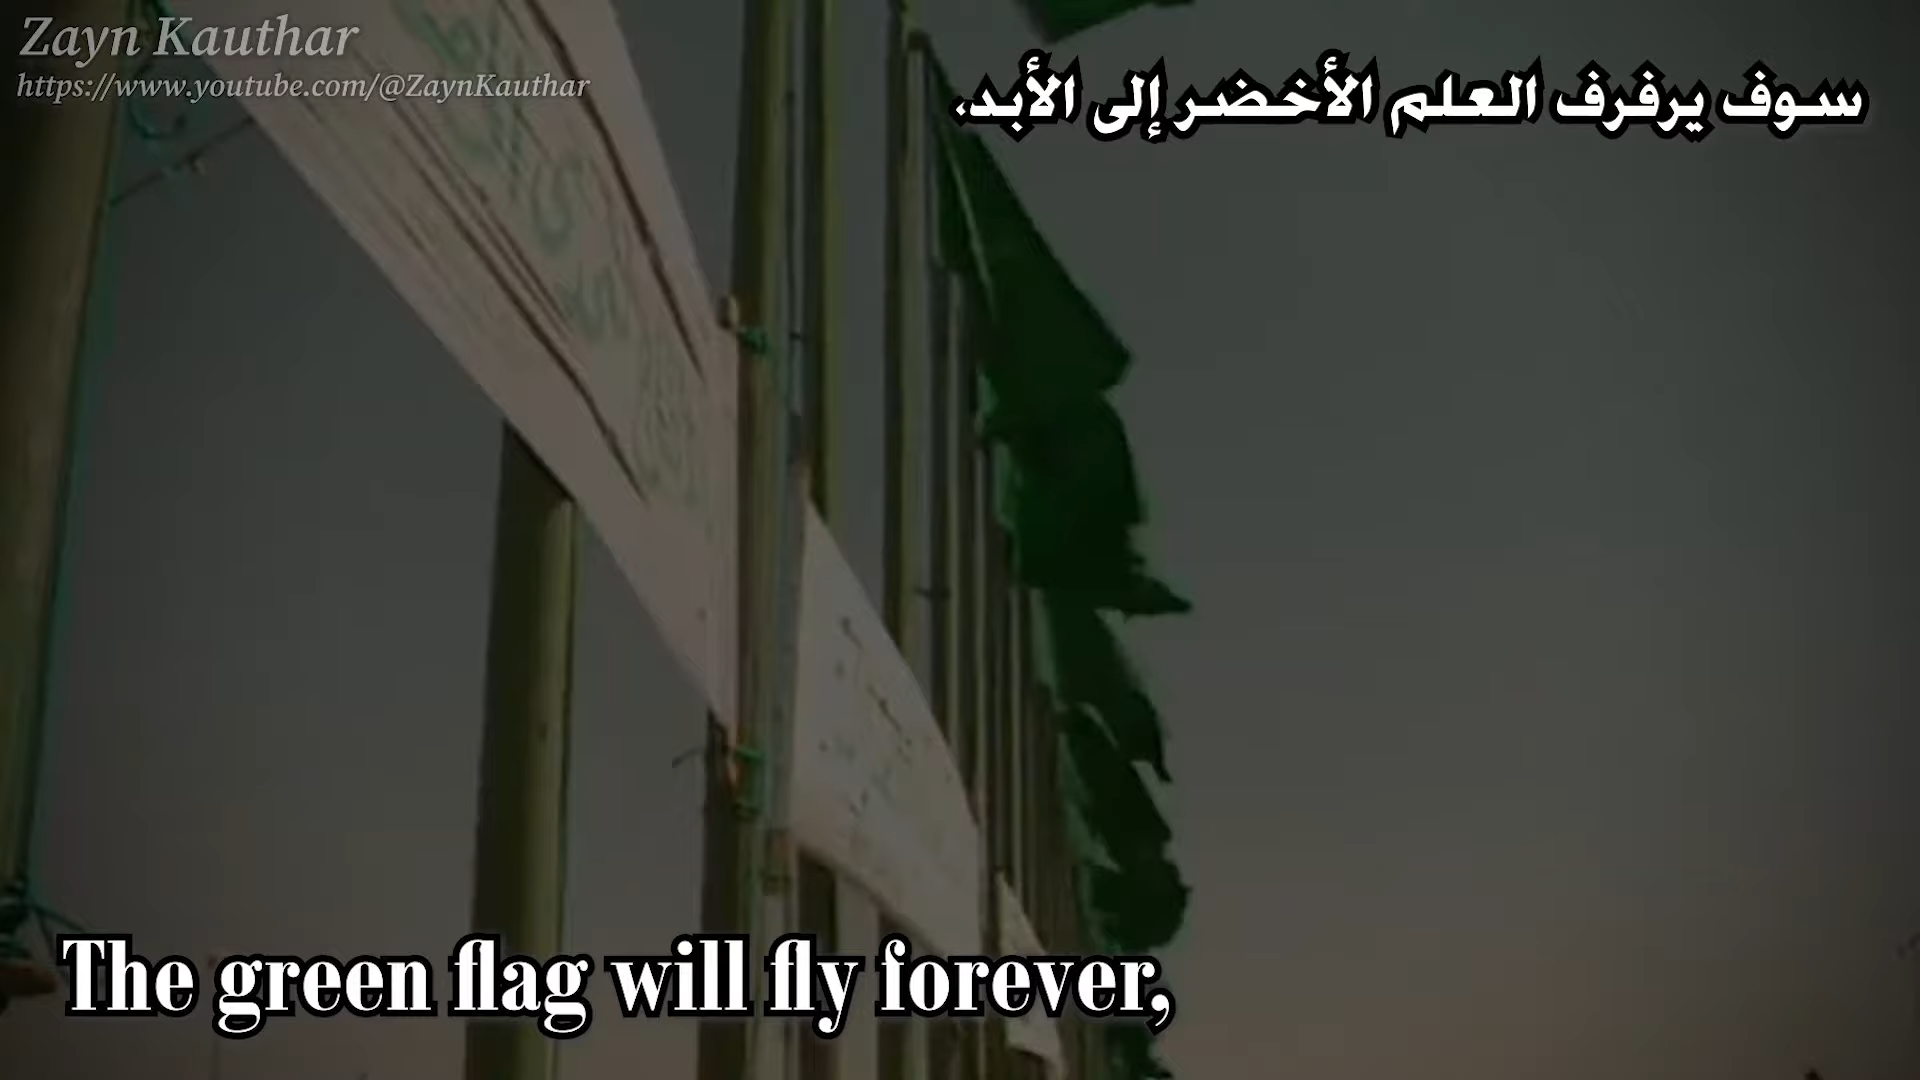 Zayn Kauthar
https://www.youtube.com/@ZaynKauthar
سوف يرفرف العلم الأخضر إلى الأبد،
The green flag will fly forever,